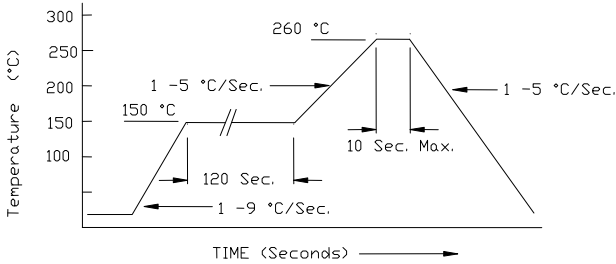 300
260 °C
250
200
1 -5 °C/Sec.
1 -5 °C/Sec.
150 °C
150
10 Sec. Max.
100
120 Sec.
1 -9 °C/Sec.
Temperature (°C)
TIME (Seconds)